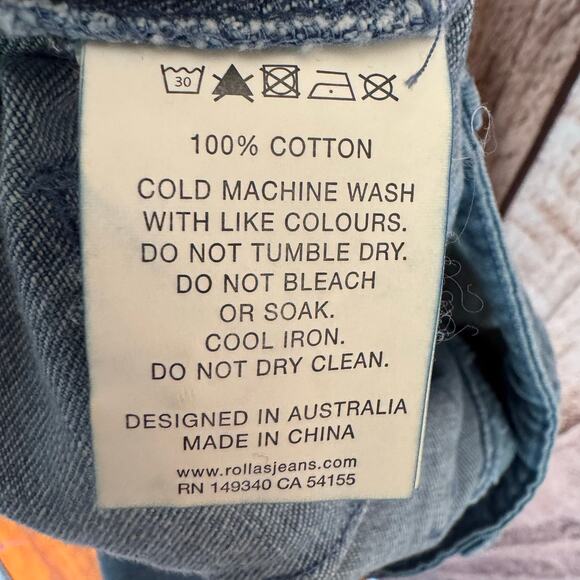 30
100% COTTON
COLD MACHINE WASH
WITH LIKE COLOURS.
DO NOT TUMBLE DRY.
DO NOT BLEACH
OR SOAK.
COOL IRON.
DO NOT DRY CLEAN.
DESIGNED IN AUSTRALIA
MADE IN CHINA
www.rollasjeans.com
RN 149340 CA 54155